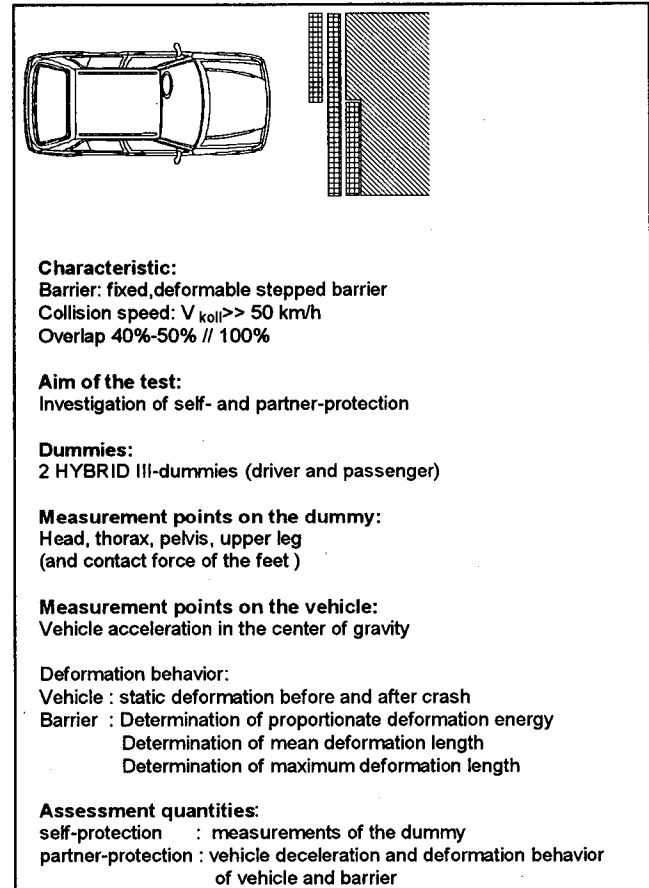 Characteristic:
Barrier: fixed,deformable stepped barrier
Collision speed: V koll>> 50 km/h
Overlap 40%-50% // 100%
Aim of the test:
Investigation of self- and partner-protection
Dummies:
2 HYBRID III-dummies (driver and passenger)
Measurement points on the dummy:
Head, thorax, pelvis, upper leg
(and contact force of the feet )
Measurement points on the vehicle:
Vehicle acceleration in the center of gravity
Deformation behavior:
Vehicle : static deformation before and after crash
Barrier : Determination of proportionate deformation energy
Determination of mean deformation length
Determination of maximum deformation length
Assessment quantities:
self-protection : measurements of the dummy
partner-protection : vehicle deceleration and deformation behavior
of vehicle and barrier